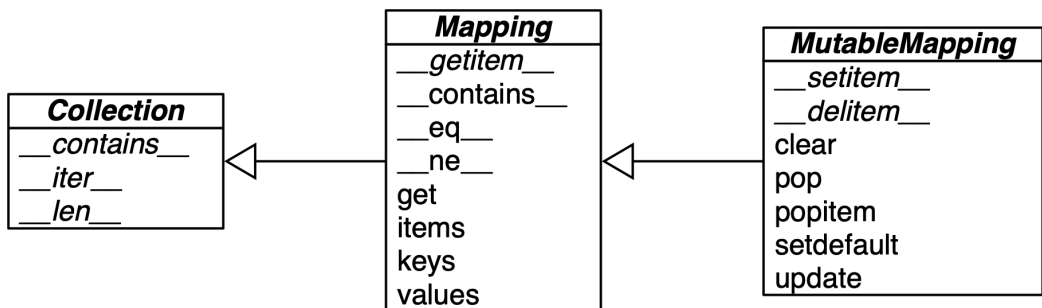 Collection
__contains__
__iter__
__len__
Mapping
__getitem__
__contains__
__eq__
__ne__
get
items
keys
values
MutableMapping
__setitem__
__delitem__
clear
pop
popitem
setdefault
update